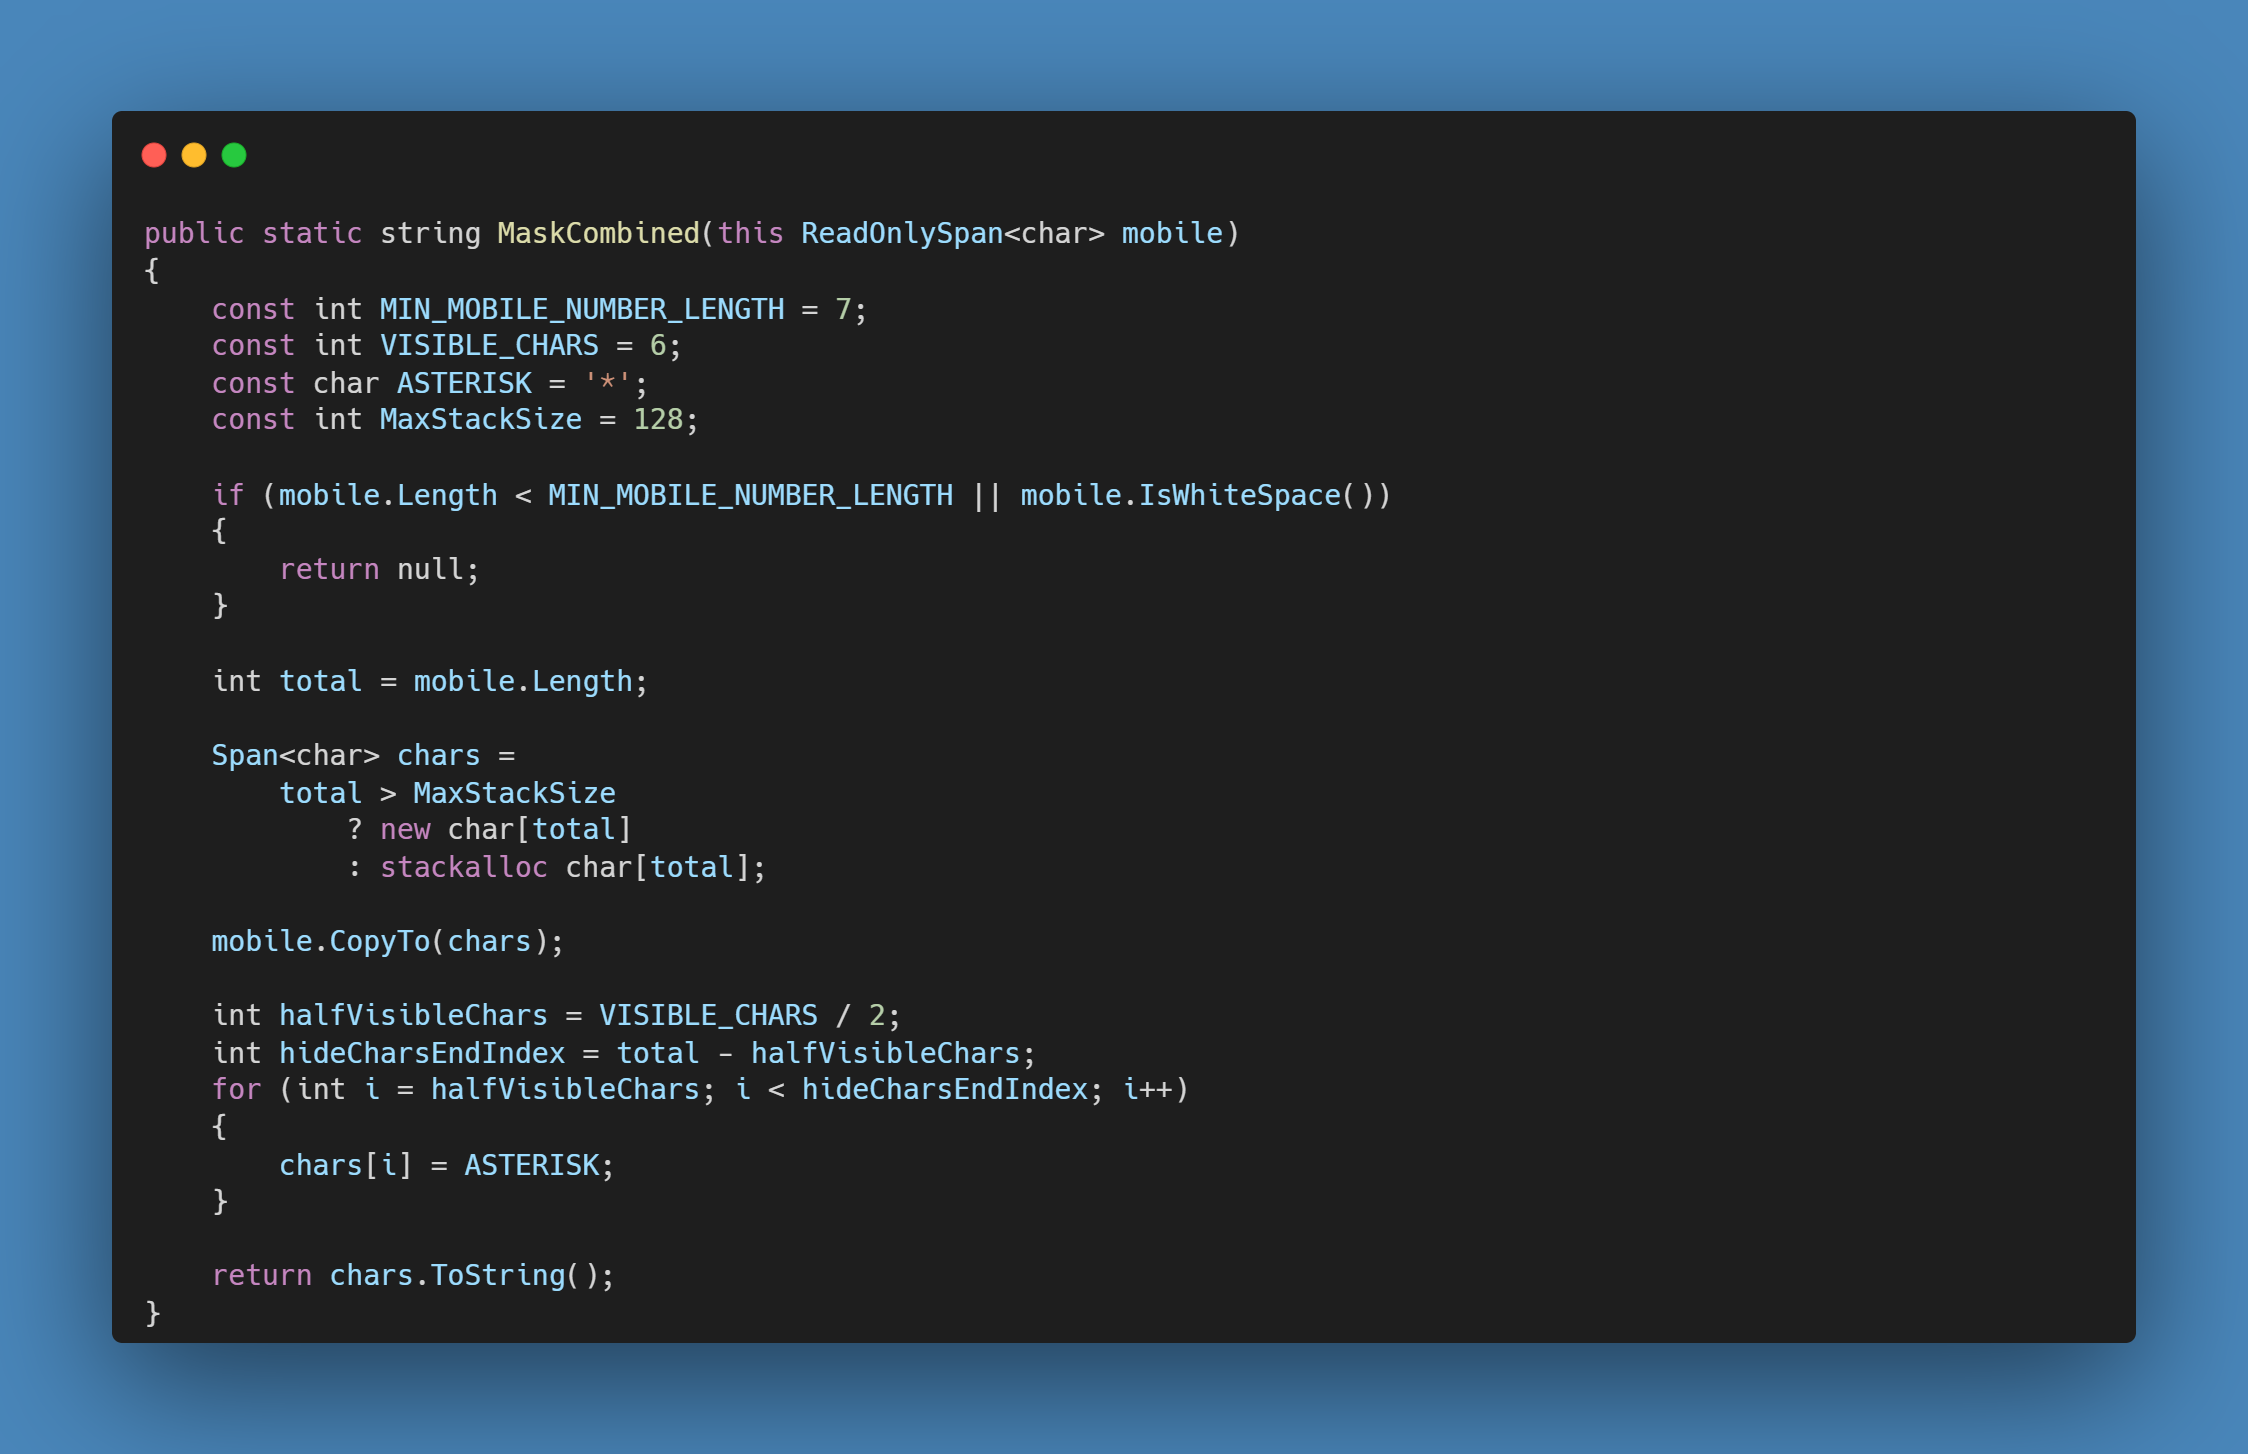 public static string MaskCombined(this ReadOnlySpan<char> mobile)
{
    const int MIN_MOBILE_NUMBER_LENGTH = 7;
    const int VISIBLE_CHARS = 6;
    const char ASTERISK = '*';
    const int MaxStackSize = 128;

    if (mobile.Length < MIN_MOBILE_NUMBER_LENGTH || mobile.IsWhiteSpace())
    {
        return null;
    }

    int total = mobile.Length;

    Span<char> chars =
        total > MaxStackSize
            ? new char[total]
            : stackalloc char[total];

    mobile.CopyTo(chars);

    int halfVisibleChars = VISIBLE_CHARS / 2;
    int hideCharsEndIndex = total - halfVisibleChars;
    for (int i = halfVisibleChars; i < hideCharsEndIndex; i++)
    {
        chars[i] = ASTERISK;
    }

    return chars.ToString();
}